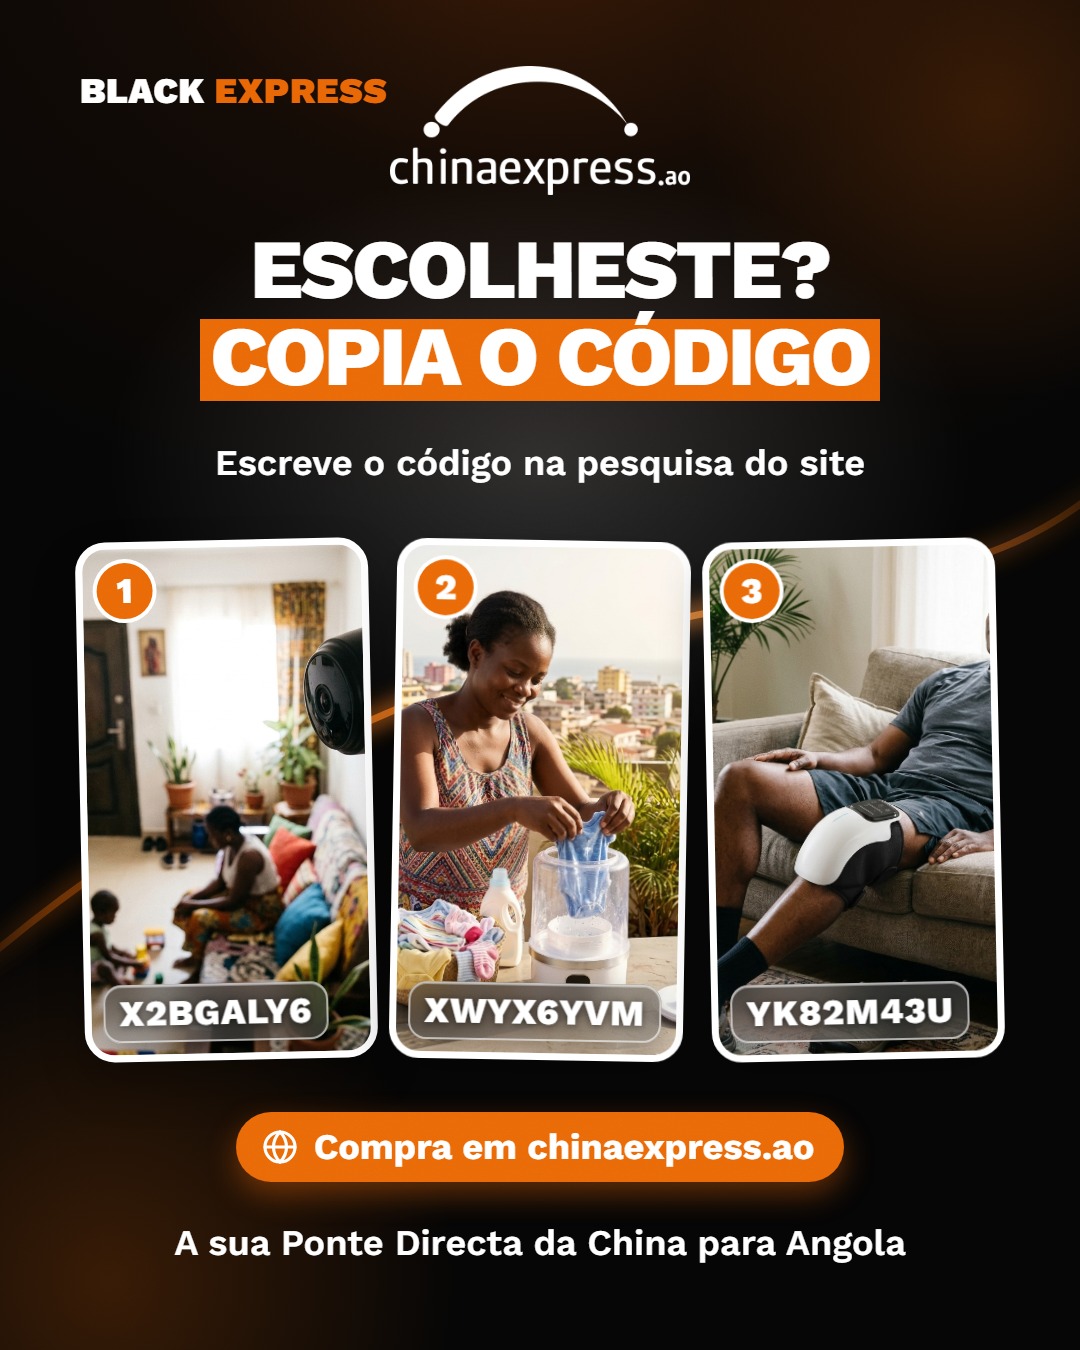 BLACK EXPRESS
chinaexpress.ao
ESCOLHESTE?
COPIA O CÓDIGO
Escreve o código na pesquisa do site
1
2
3
X2BGALY6
XWYX6YVM
YK82M43U
Compra em chinaexpress.ao
A sua Ponte Directa da China para Angola